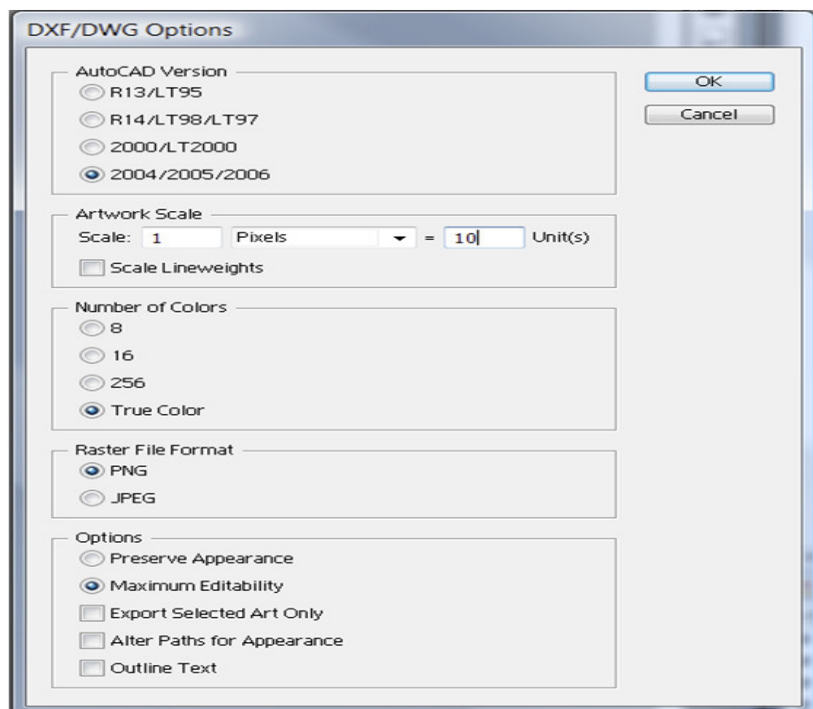 DXF/DWG Options
AutoCAD Version
R13/LT95
R14/LT98/LT97
2000/LT2000
2004/2005/2006
OK
Cancel
Artwork Scale
Scale: 1 Pixels = 10 Unit(s)
Scale Lineweights
Number of Colors
8
16
256
True Color
Raster File Format
PNG
JPEG
Options
Preserve Appearance
Maximum Editability
Export Selected Art Only
Alter Paths for Appearance
Outline Text